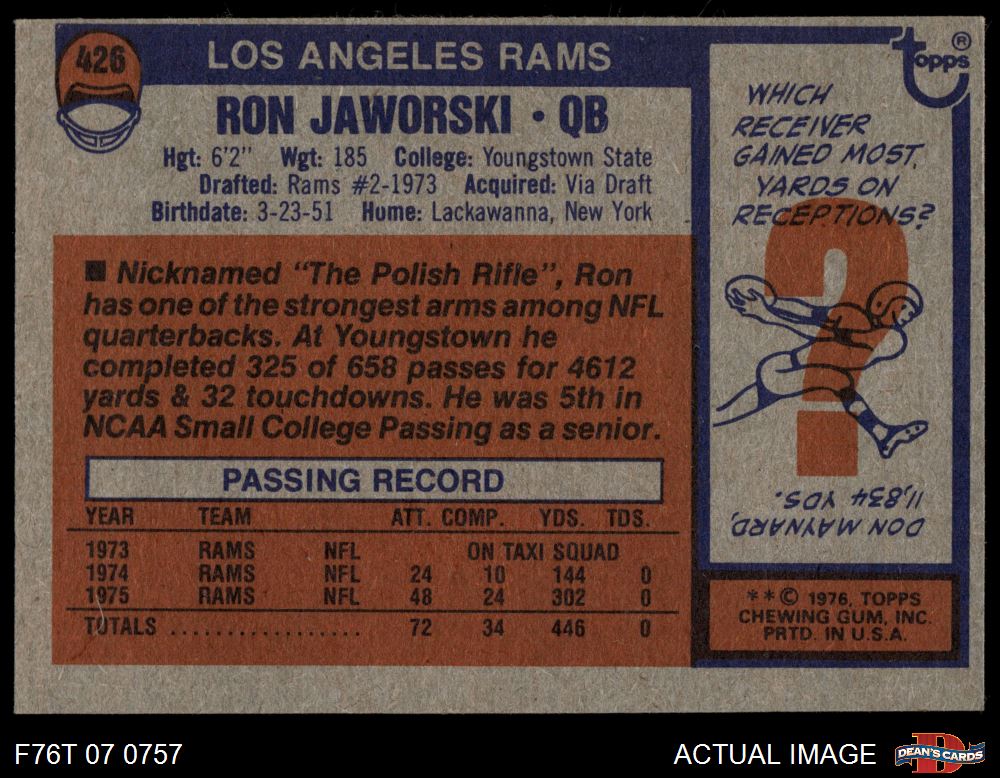 426
LOS ANGELES RAMS
RON JAWORSKI • QB
Hgt: 6'2" Wgt: 185 College: Youngstown State
Drafted: Rams #2-1973 Acquired: Via Draft
Birthdate: 3-23-51 Home: Lackawanna, New York
■ Nicknamed "The Polish Rifle", Ron
has one of the strongest arms among NFL
quarterbacks. At Youngstown he
completed 325 of 658 passes for 4612
yards & 32 touchdowns. He was 5th in
NCAA Small College Passing as a senior.
PASSING RECORD
YEAR TEAM ATT. COMP. YDS. TDS.
1973 RAMS NFL ON TAXI SQUAD
1974 RAMS NFL 24 10 144 0
1975 RAMS NFL 48 24 302 0
TOTALS ................. 72 34 446 0
Topps ®
WHICH
RECEIVER
GAINED MOST
YARDS ON
RECEPTIONS?
?
DON MAYNARD,
11,834 YDS.
**© 1976, TOPPS
CHEWING GUM, INC.
PRTD. IN U.S.A.
F76T 07 0757
ACTUAL IMAGE
D
DEAN'S CARDS